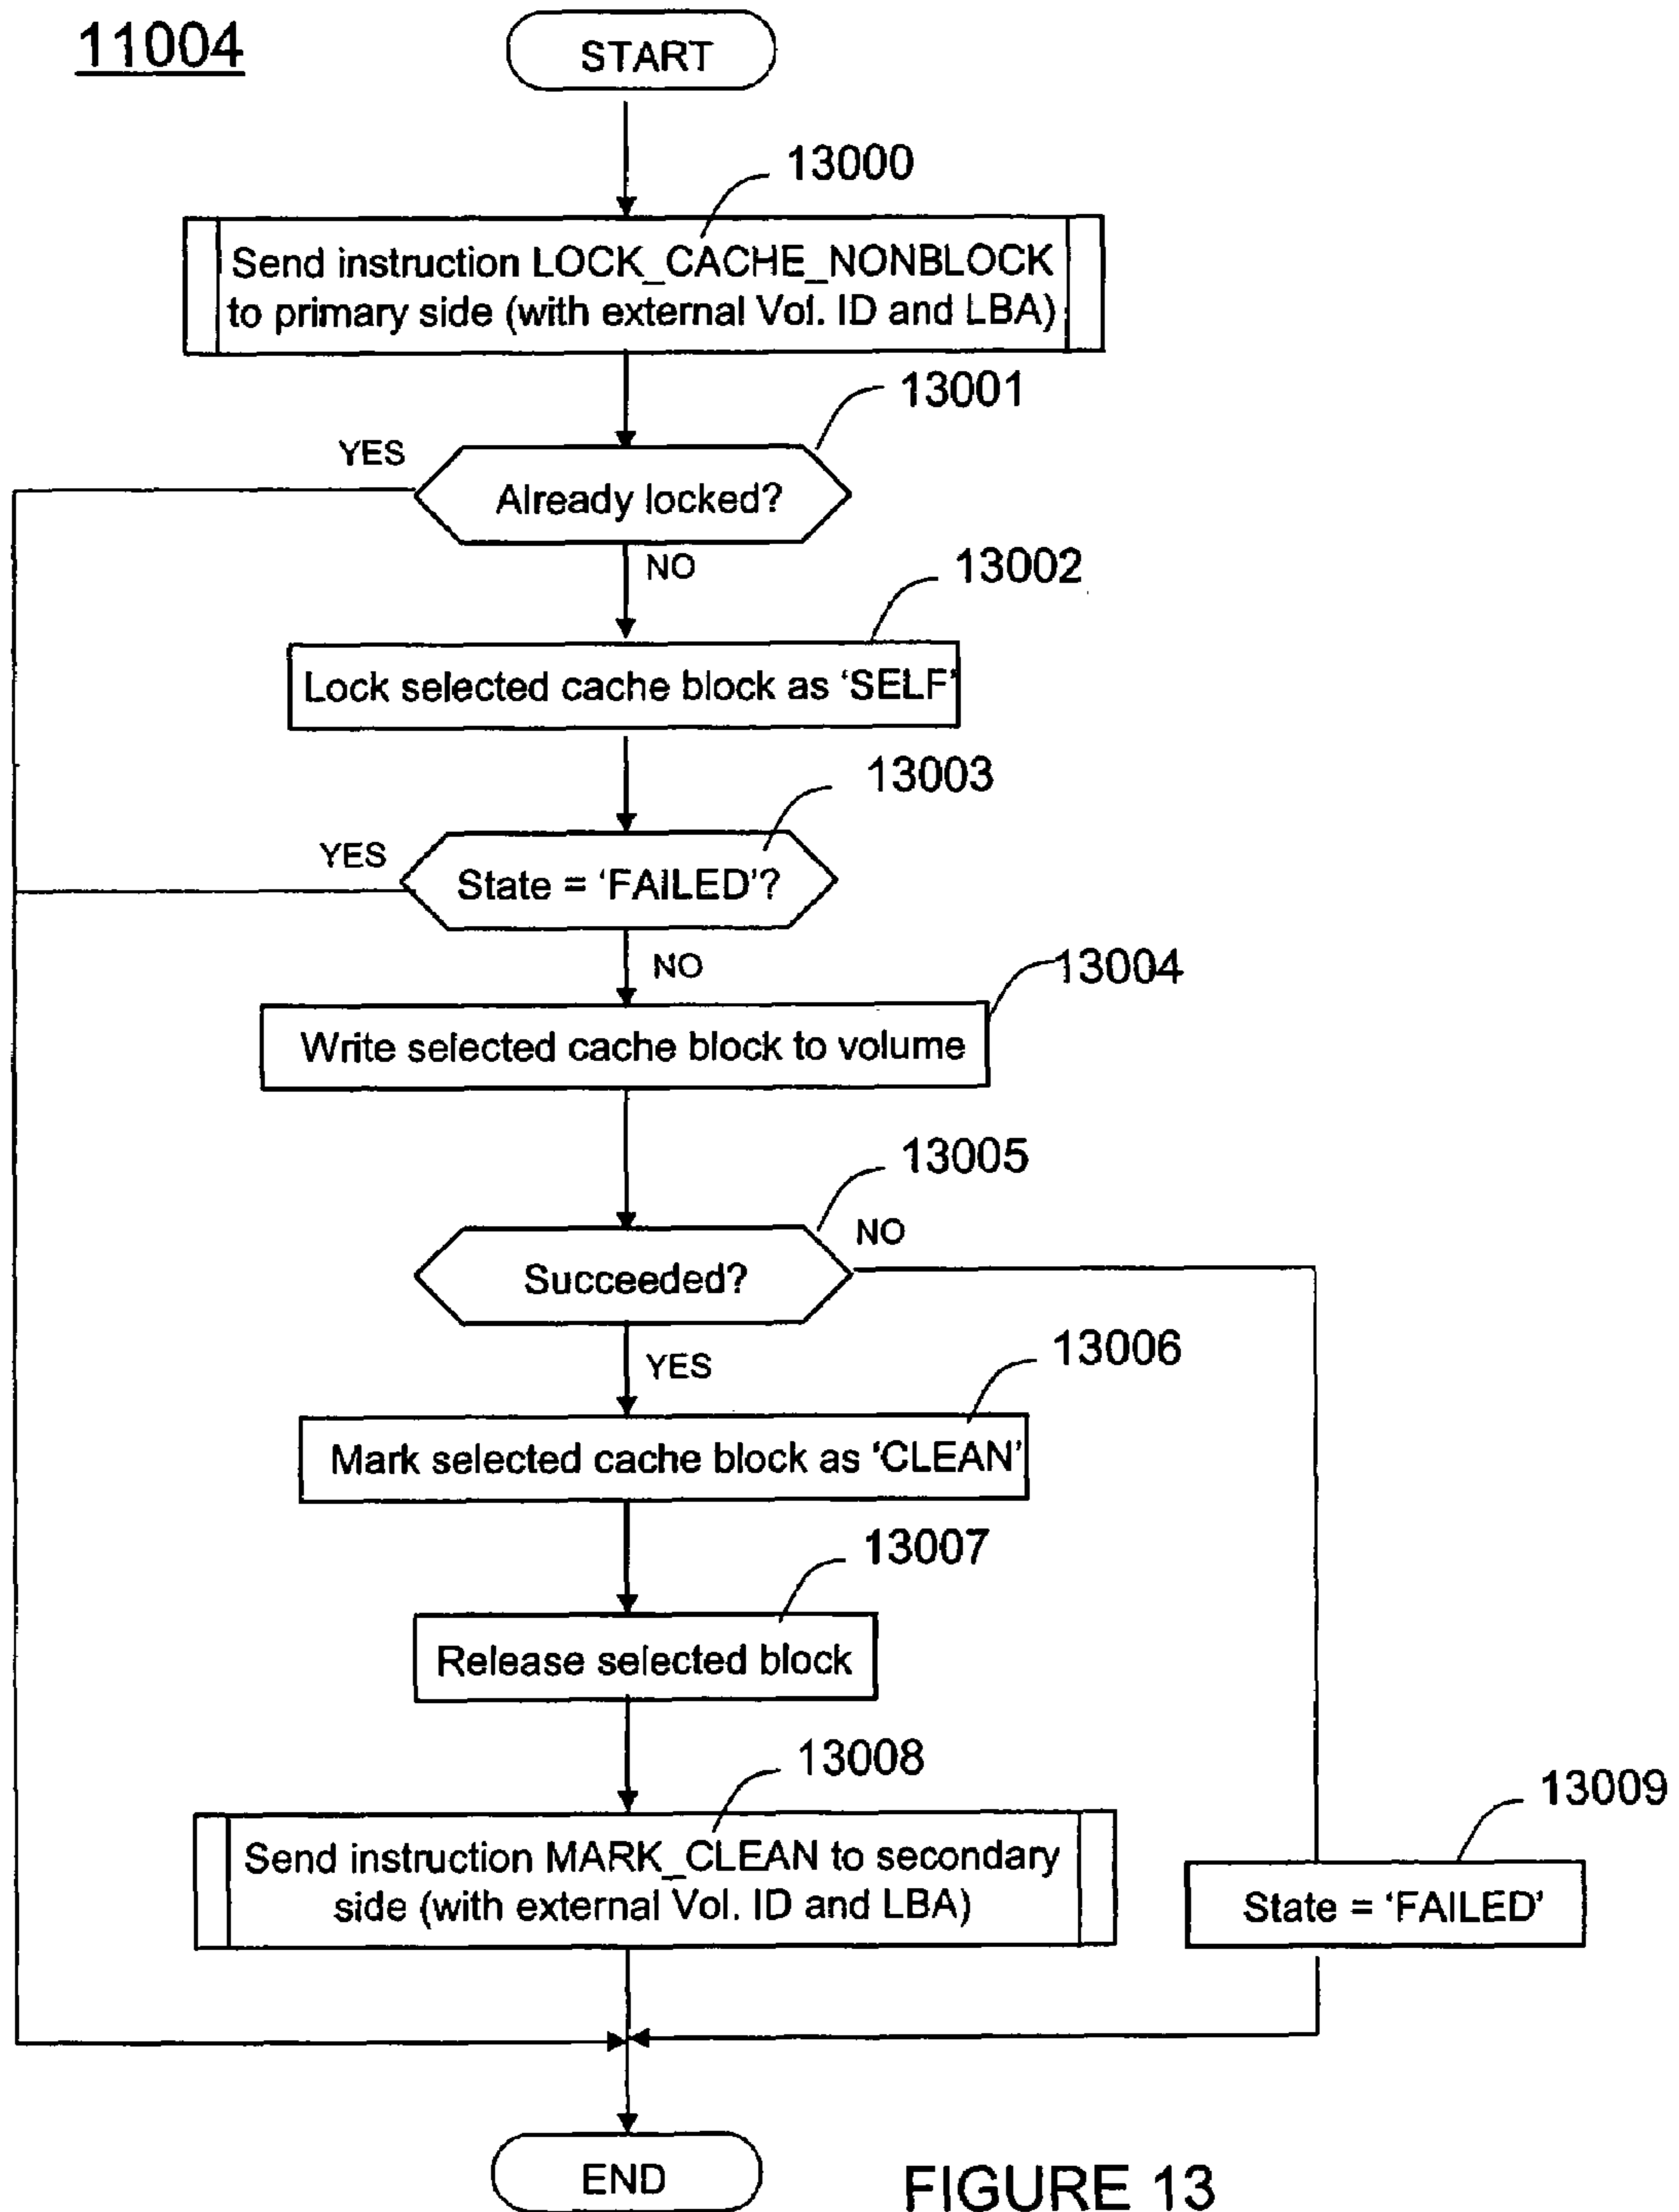 11004
START
13000
Send instruction LOCK_CACHE_NONBLOCK
to primary side (with external Vol. ID and LBA)
13001
YES
Already locked?
NO
13002
Lock selected cache block as ‘SELF’
13003
YES
State = ‘FAILED’?
NO
13004
Write selected cache block to volume
13005
NO
Succeeded?
YES
13006
Mark selected cache block as ‘CLEAN’
13007
Release selected block
13008
Send instruction MARK_CLEAN to secondary
side (with external Vol. ID and LBA)
13009
State = ‘FAILED’
END
FIGURE 13